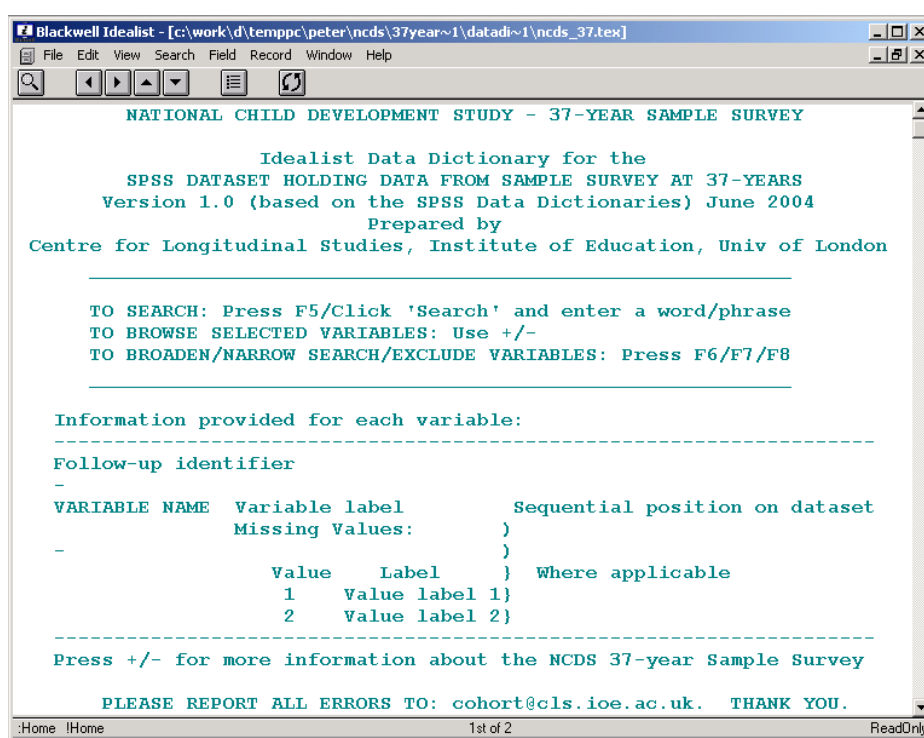 Blackwell Idealist - [c:\work\d\temppc\peter\ncds\37year~1\datadi~1\ncds_37.tex]
File Edit View Search Field Record Window Help
NATIONAL CHILD DEVELOPMENT STUDY - 37-YEAR SAMPLE SURVEY
Idealist Data Dictionary for the
SPSS DATASET HOLDING DATA FROM SAMPLE SURVEY AT 37-YEARS
Version 1.0 (based on the SPSS Data Dictionaries) June 2004
Prepared by
Centre for Longitudinal Studies, Institute of Education, Univ of London
TO SEARCH: Press F5/Click 'Search' and enter a word/phrase
TO BROWSE SELECTED VARIABLES: Use +/-
TO BROADEN/NARROW SEARCH/EXCLUDE VARIABLES: Press F6/F7/F8
Information provided for each variable:
--------------------------------------------------------------------
Follow-up identifier
-
VARIABLE NAME Variable label Sequential position on dataset
Missing Values: )
- )
Value Label } Where applicable
1 Value label 1}
2 Value label 2}
--------------------------------------------------------------------
Press +/- for more information about the NCDS 37-year Sample Survey
PLEASE REPORT ALL ERRORS TO: cohort@cls.ioe.ac.uk. THANK YOU.
:Home !Home 1st of 2 ReadOnly